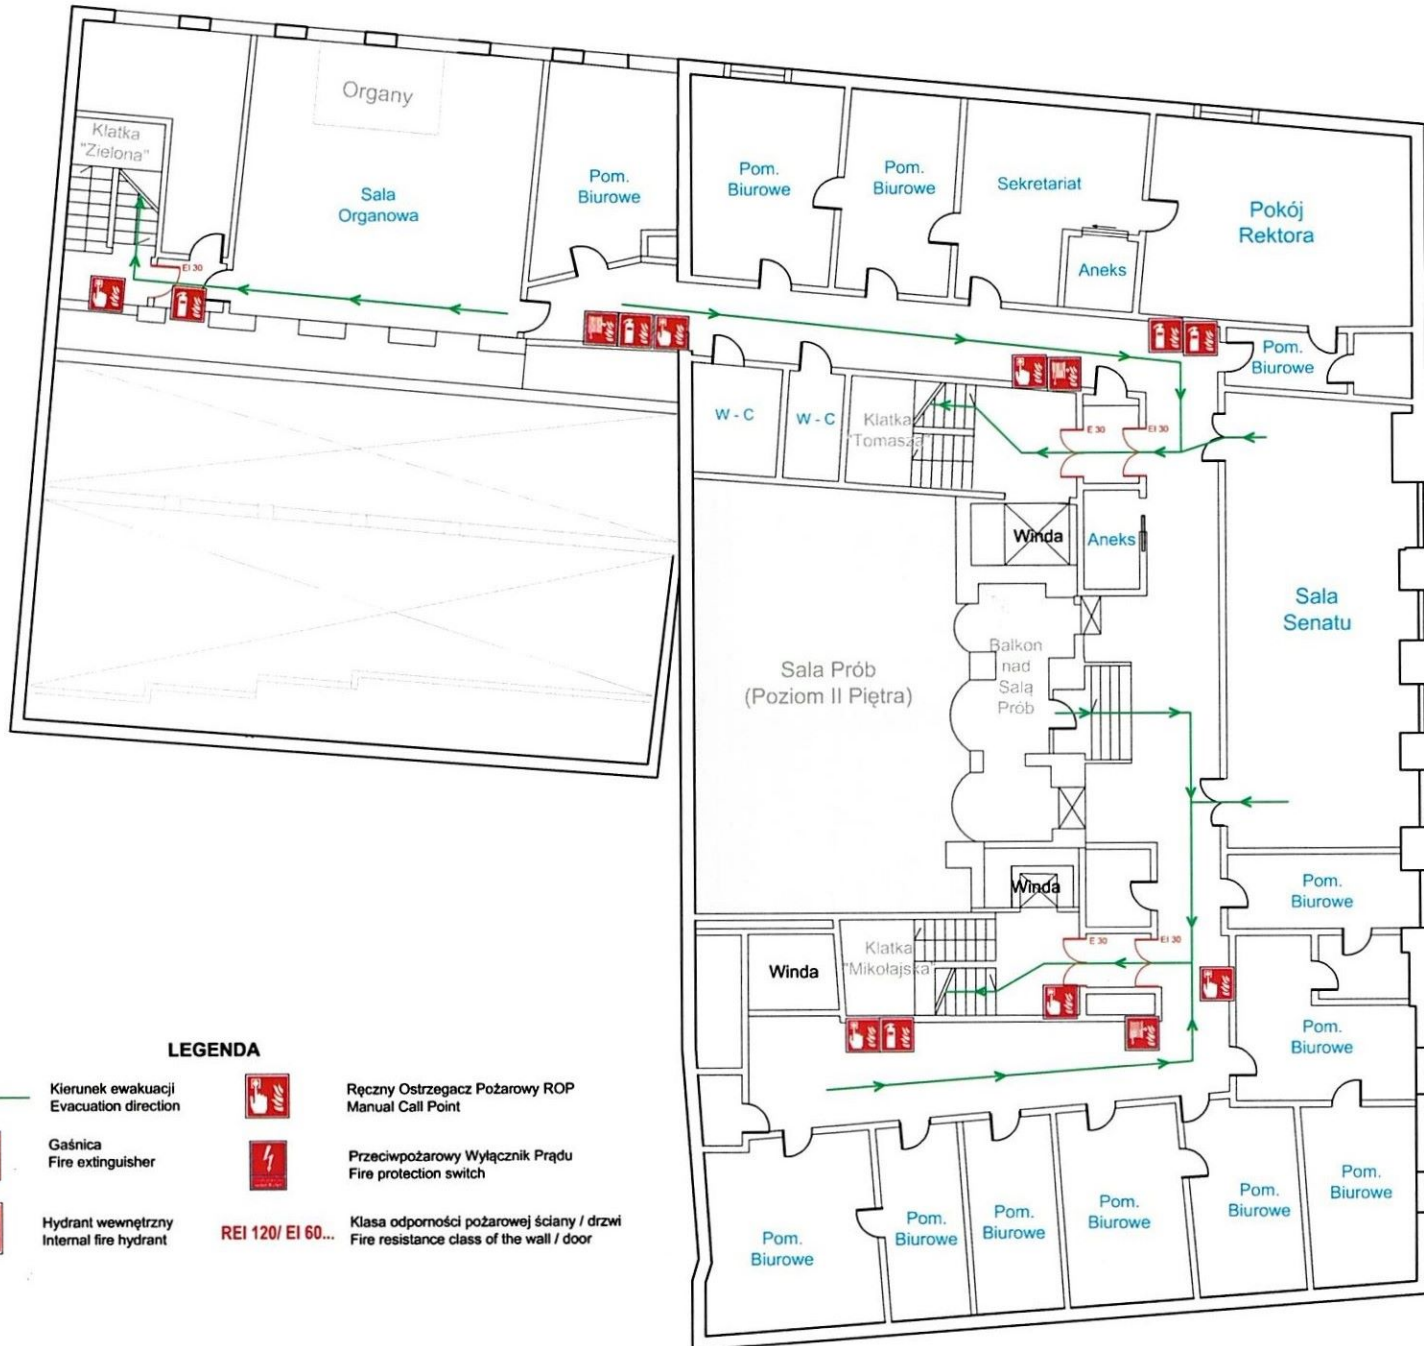 Organy
Klatka
"Zielona"
Sala
Organowa
Pom.
Biurowe
Pom.
Biurowe
Pom.
Biurowe
Sekretariat
Pokój
Rektora
Aneks
EI 30
Pom.
Biurowe
W - C
W - C
Klatka
"Tomasza"
E 30
EI 30
Winda
Aneks
Sala
Senatu
Sala Prób
(Poziom II Piętra)
Balkon
nad
Salą
Prób
Winda
Pom.
Biurowe
Winda
Klatka
"Mikołajska"
E 30
EI 30
Pom.
Biurowe
Pom.
Biurowe
Pom.
Biurowe
Pom.
Biurowe
Pom.
Biurowe
Pom.
Biurowe
Pom.
Biurowe
LEGENDA
Kierunek ewakuacji
Evacuation direction
Ręczny Ostrzegacz Pożarowy ROP
Manual Call Point
Gaśnica
Fire extinguisher
Przeciwpożarowy Wyłącznik Prądu
Fire protection switch
Hydrant wewnętrzny
Internal fire hydrant
REI 120/ EI 60...
Klasa odporności pożarowej ściany / drzwi
Fire resistance class of the wall / door